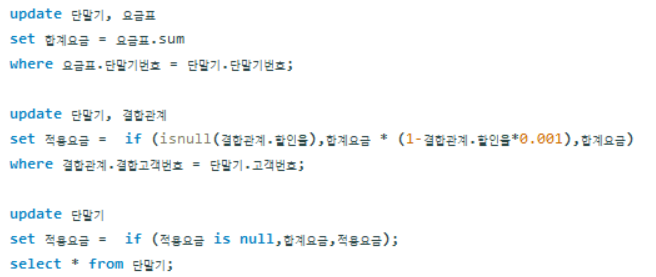 update 단말기, 요금표
set 합계요금 = 요금표.sum
where 요금표.단말기번호 = 단말기.단말기번호;
update 단말기, 결합관계
set 적용요금 =  if (isnull(결합관계.할인율),합계요금 * (1-결합관계.할인율*0.001),합계요금)
where 결합관계.결합고객번호 = 단말기.고객번호;
update 단말기
set 적용요금 =  if (적용요금 is null,합계요금,적용요금);
select * from 단말기;